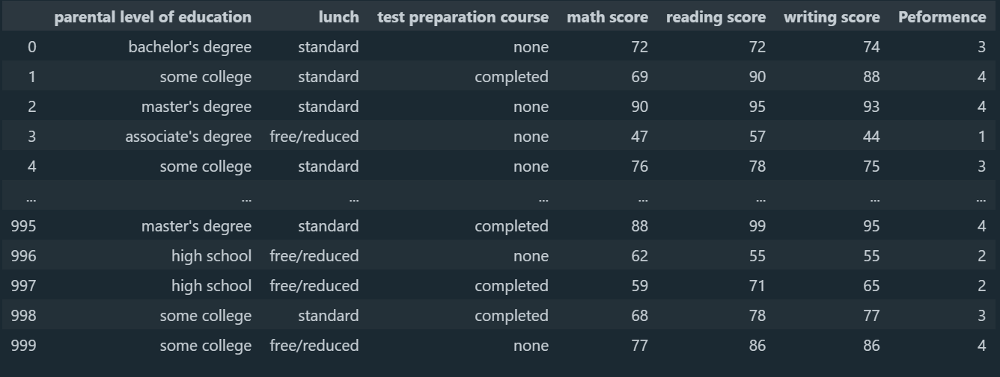 parental level of education lunch test preparation course math score reading score writing score Peformence
0 bachelor's degree standard none 72 72 74 3
1 some college standard completed 69 90 88 4
2 master's degree standard none 90 95 93 4
3 associate's degree free/reduced none 47 57 44 1
4 some college standard none 76 78 75 3
... ... ... ... ... ... ... ...
995 master's degree standard completed 88 99 95 4
996 high school free/reduced none 62 55 55 2
997 high school free/reduced completed 59 71 65 2
998 some college standard completed 68 78 77 3
999 some college free/reduced none 77 86 86 4